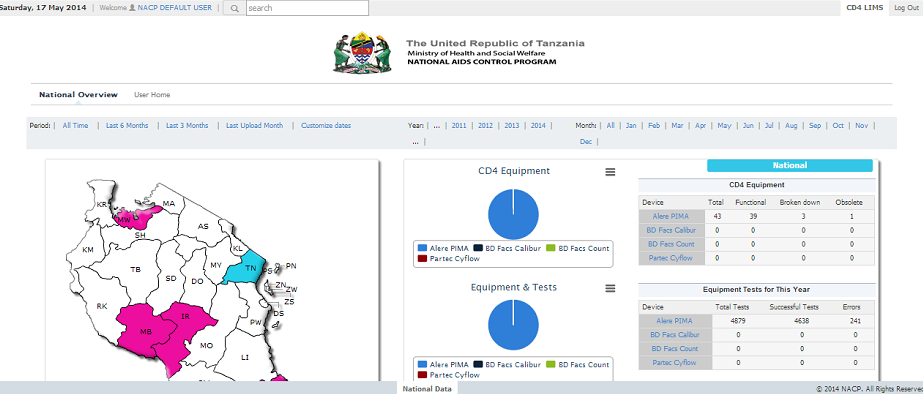 Saturday, 17 May 2014 | Welcome NACP DEFAULT USER | search CD4 LIMS Log Out
The United Republic of Tanzania
Ministry of Health and Social Welfare
NATIONAL AIDS CONTROL PROGRAM
National Overview User Home
Period: | All Time | Last 6 Months | Last 3 Months | Last Upload Month | Customize dates
Year: | ... | 2011 | 2012 | 2013 | 2014 |
... |
Month: | All | Jan | Feb | Mar | Apr | May | Jun | Jul | Aug | Sep | Oct | Nov |
Dec |
KR
MW
MA
SH
AS
KM
KL
TB
MY
TN
PS
PN
SD
DO
ZN
ZW
ZS
RK
IR
DS
MB
PW
MO
LI
CD4 Equipment
Alere PIMA BD Facs Calibur BD Facs Count
Partec Cyflow
Equipment & Tests
Alere PIMA BD Facs Calibur BD Facs Count
Partec Cyflow
National
CD4 Equipment
Device Total Functional Broken down Obsolete
Alere PIMA 43 39 3 1
BD Facs Calibur 0 0 0 0
BD Facs Count 0 0 0 0
Partec Cyflow 0 0 0 0
Equipment Tests for This Year
Device Total Tests Successful Tests Errors
Alere PIMA 4879 4638 241
BD Facs Calibur 0 0 0
BD Facs Count 0 0 0
Partec Cyflow 0 0 0
National Data
© 2014 NACP. All Rights Reserved